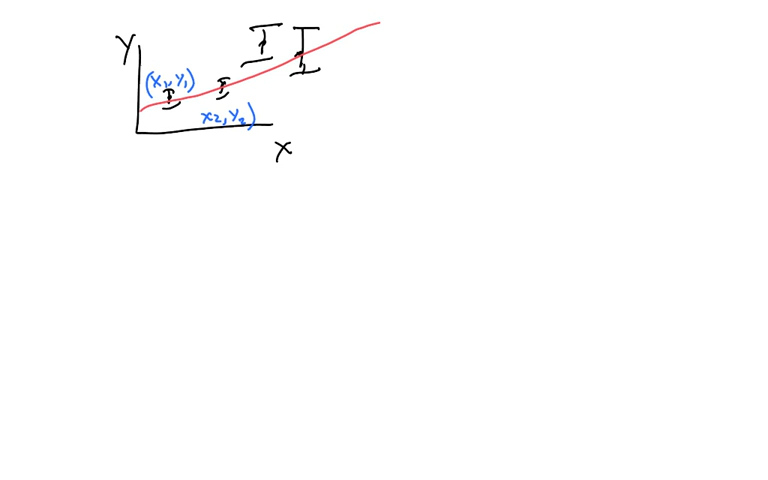 Y
(x1, y1)
x2, y2)
X